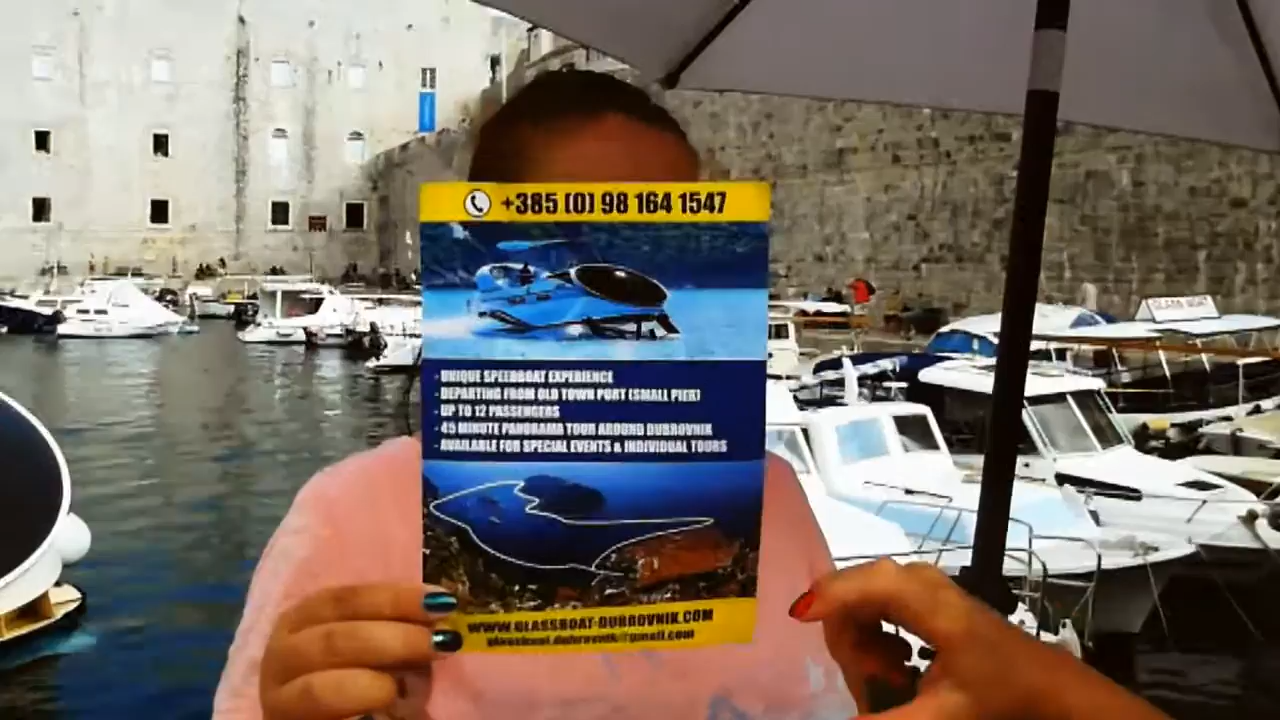 +385 (0) 98 164 1547
- UNIQUE SPEEDBOAT EXPERIENCE
- DEPARTING FROM OLD TOWN PORT (SMALL PIER)
- UP TO 12 PASSENGERS
- 45 MINUTE PANORAMA TOUR AROUND DUBROVNIK
- AVAILABLE FOR SPECIAL EVENTS & INDIVIDUAL TOURS
WWW.GLASSBOAT-DUBROVNIK.COM
glassboat.dubrovnik@gmail.com
GLASS BOAT